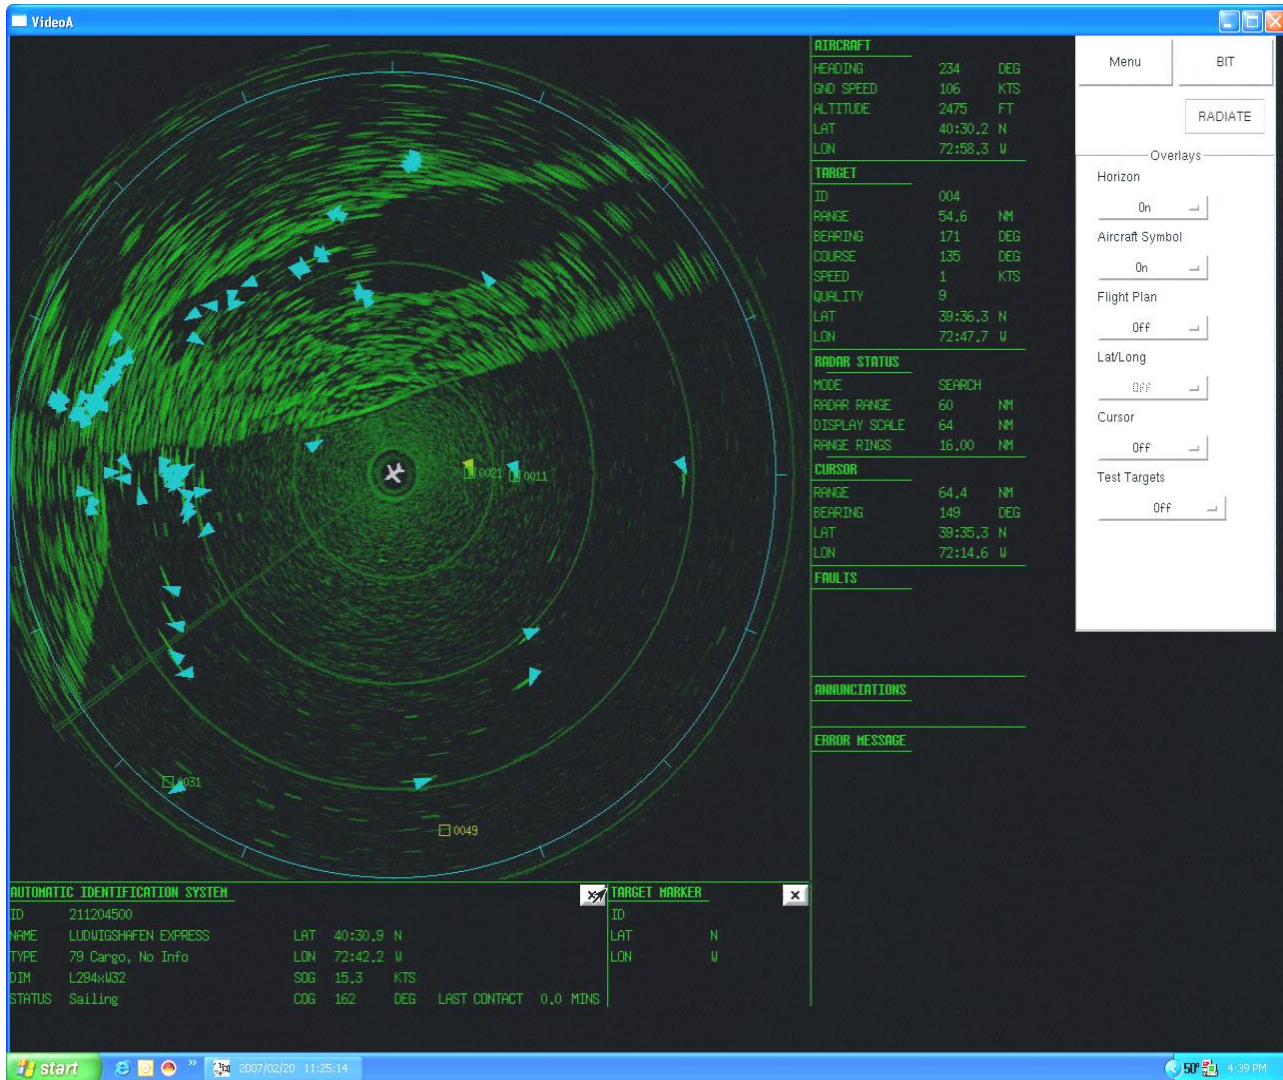 VideoA
AIRCRAFT
HEADING 234 DEG
GND SPEED 106 KTS
ALTITUDE 2475 FT
LAT 40:30.2 N
LON 72:58.3 W
TARGET
ID 004
RANGE 54.6 NM
BEARING 171 DEG
COURSE 135 DEG
SPEED 1 KTS
QUALITY 9
LAT 39:36.3 N
LON 72:47.7 W
RADAR STATUS
MODE SEARCH
RADAR RANGE 60 NM
DISPLAY SCALE 64 NM
RANGE RINGS 16.00 NM
CURSOR
RANGE 64.4 NM
BEARING 149 DEG
LAT 39:35.3 N
LON 72:14.6 W
FAULTS
ANNUNCIATIONS
ERROR MESSAGE
Menu BIT
RADIATE
Overlays
Horizon
On
Aircraft Symbol
On
Flight Plan
Off
Lat/Long
Off
Cursor
Off
Test Targets
Off
0021 0011
0031
0049
AUTOMATIC IDENTIFICATION SYSTEM
ID 211204500
NAME LUDWIGSHAFEN EXPRESS LAT 40:30.9 N
TYPE 79 Cargo, No Info LON 72:42.2 W
DIM L294xW32 SOG 15.3 KTS
STATUS Sailing COG 162 DEG LAST CONTACT 0.0 MINS
TARGET MARKER
ID
LAT N
LON W
start 2007/02/20 11:25:14 50° 4:39 PM